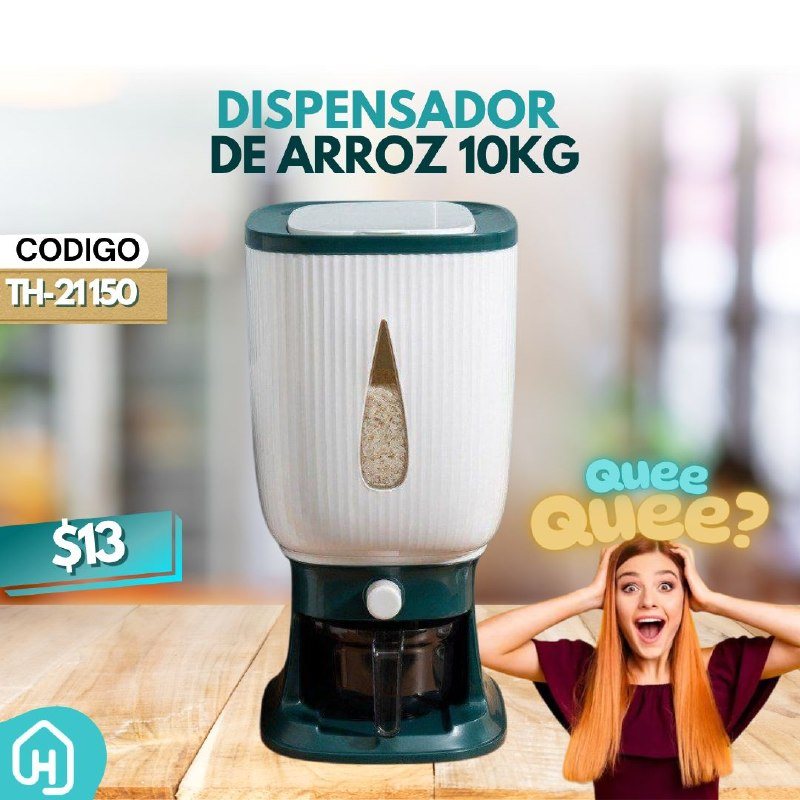 DISPENSADOR
DE ARROZ 10KG
CODIGO
TH-21150
$13
Quee
Quee?